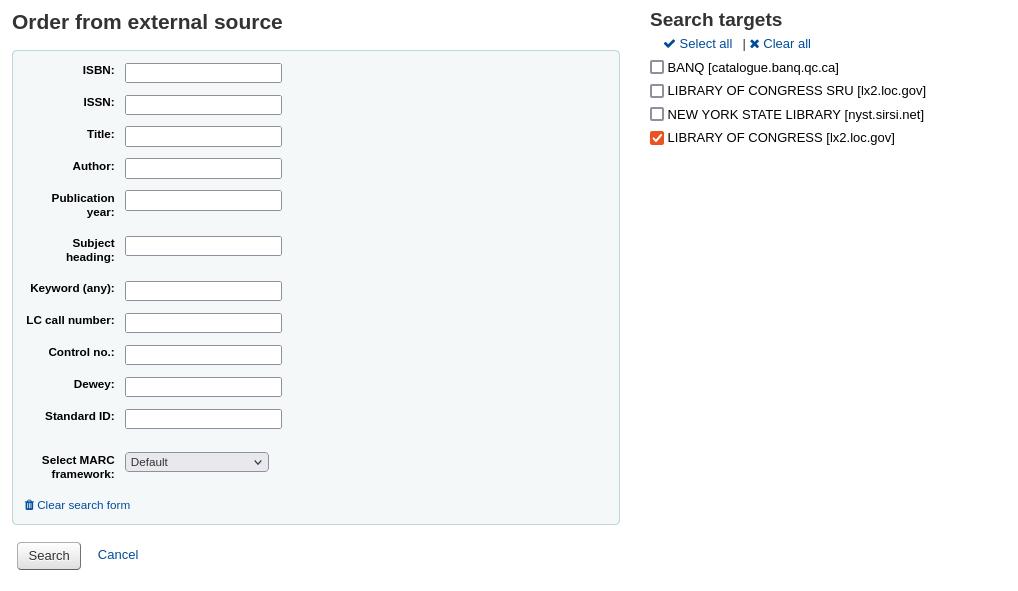 Order from external source
ISBN:
ISSN:
Title:
Author:
Publication
year:
Subject
heading:
Keyword (any):
LC call number:
Control no.:
Dewey:
Standard ID:
Select MARC
framework:
Default
Clear search form
Search Cancel
Search targets
Select all | Clear all
BANQ [catalogue.banq.qc.ca]
LIBRARY OF CONGRESS SRU [lx2.loc.gov]
NEW YORK STATE LIBRARY [nyst.sirsi.net]
LIBRARY OF CONGRESS [lx2.loc.gov]